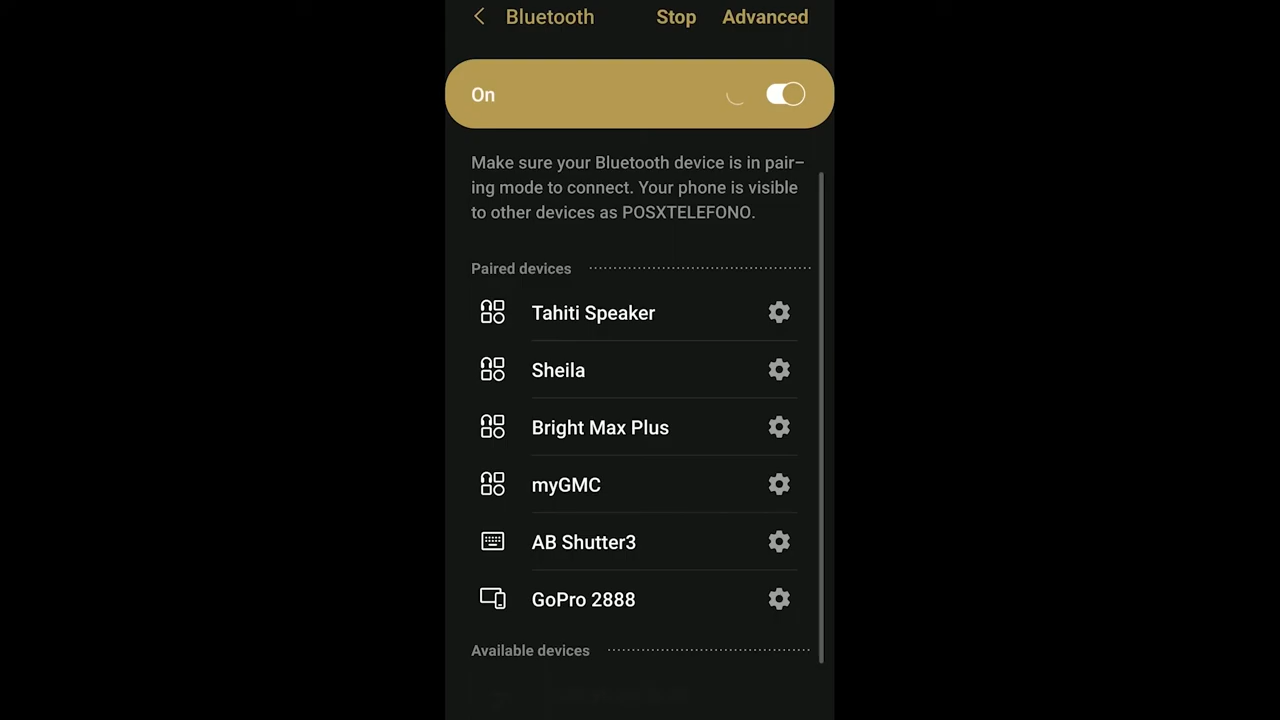 Bluetooth Stop Advanced
On
Make sure your Bluetooth device is in pair–
ing mode to connect. Your phone is visible
to other devices as POSXTELEFONO.
Paired devices
Tahiti Speaker
Sheila
Bright Max Plus
myGMC
AB Shutter3
GoPro 2888
Available devices